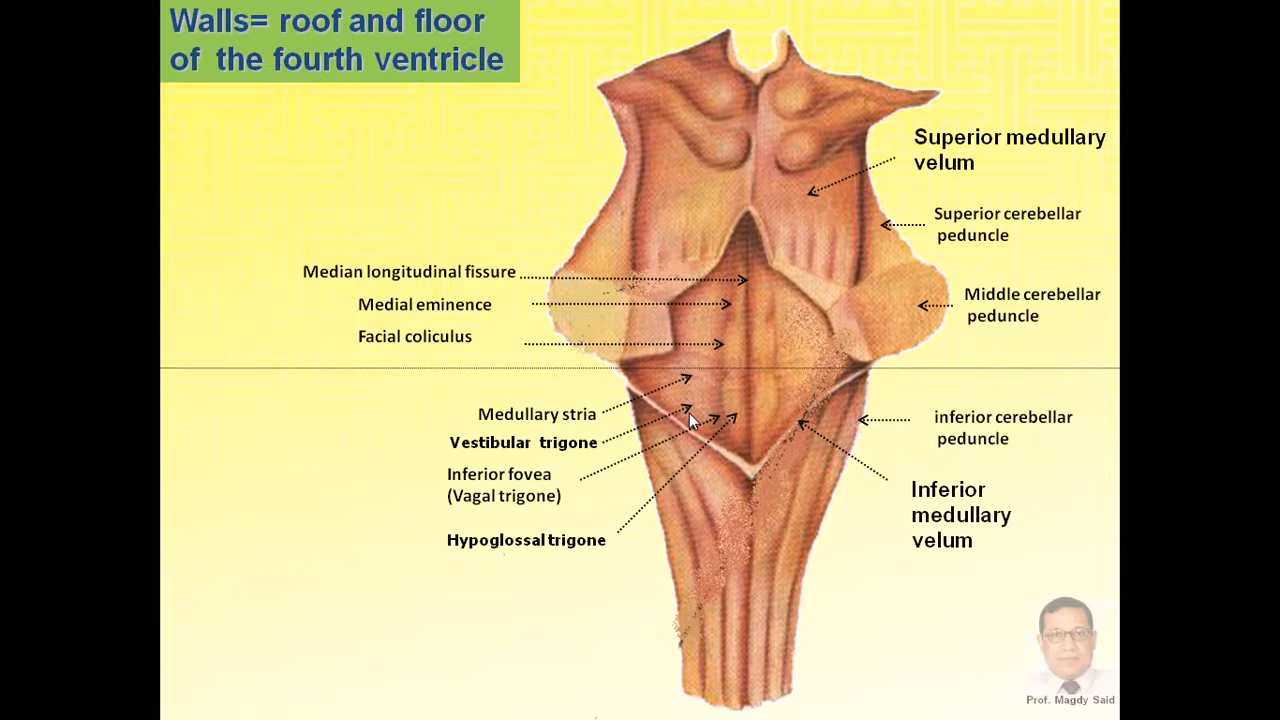 Walls= roof and floor
of the fourth ventricle
Superior medullary
velum
Superior cerebellar
peduncle
Median longitudinal fissure
Medial eminence
Middle cerebellar
peduncle
Facial coliculus
Medullary stria
inferior cerebellar
peduncle
Vestibular trigone
Inferior fovea
(Vagal trigone)
Inferior
medullary
velum
Hypoglossal trigone
Prof. Magdy Said